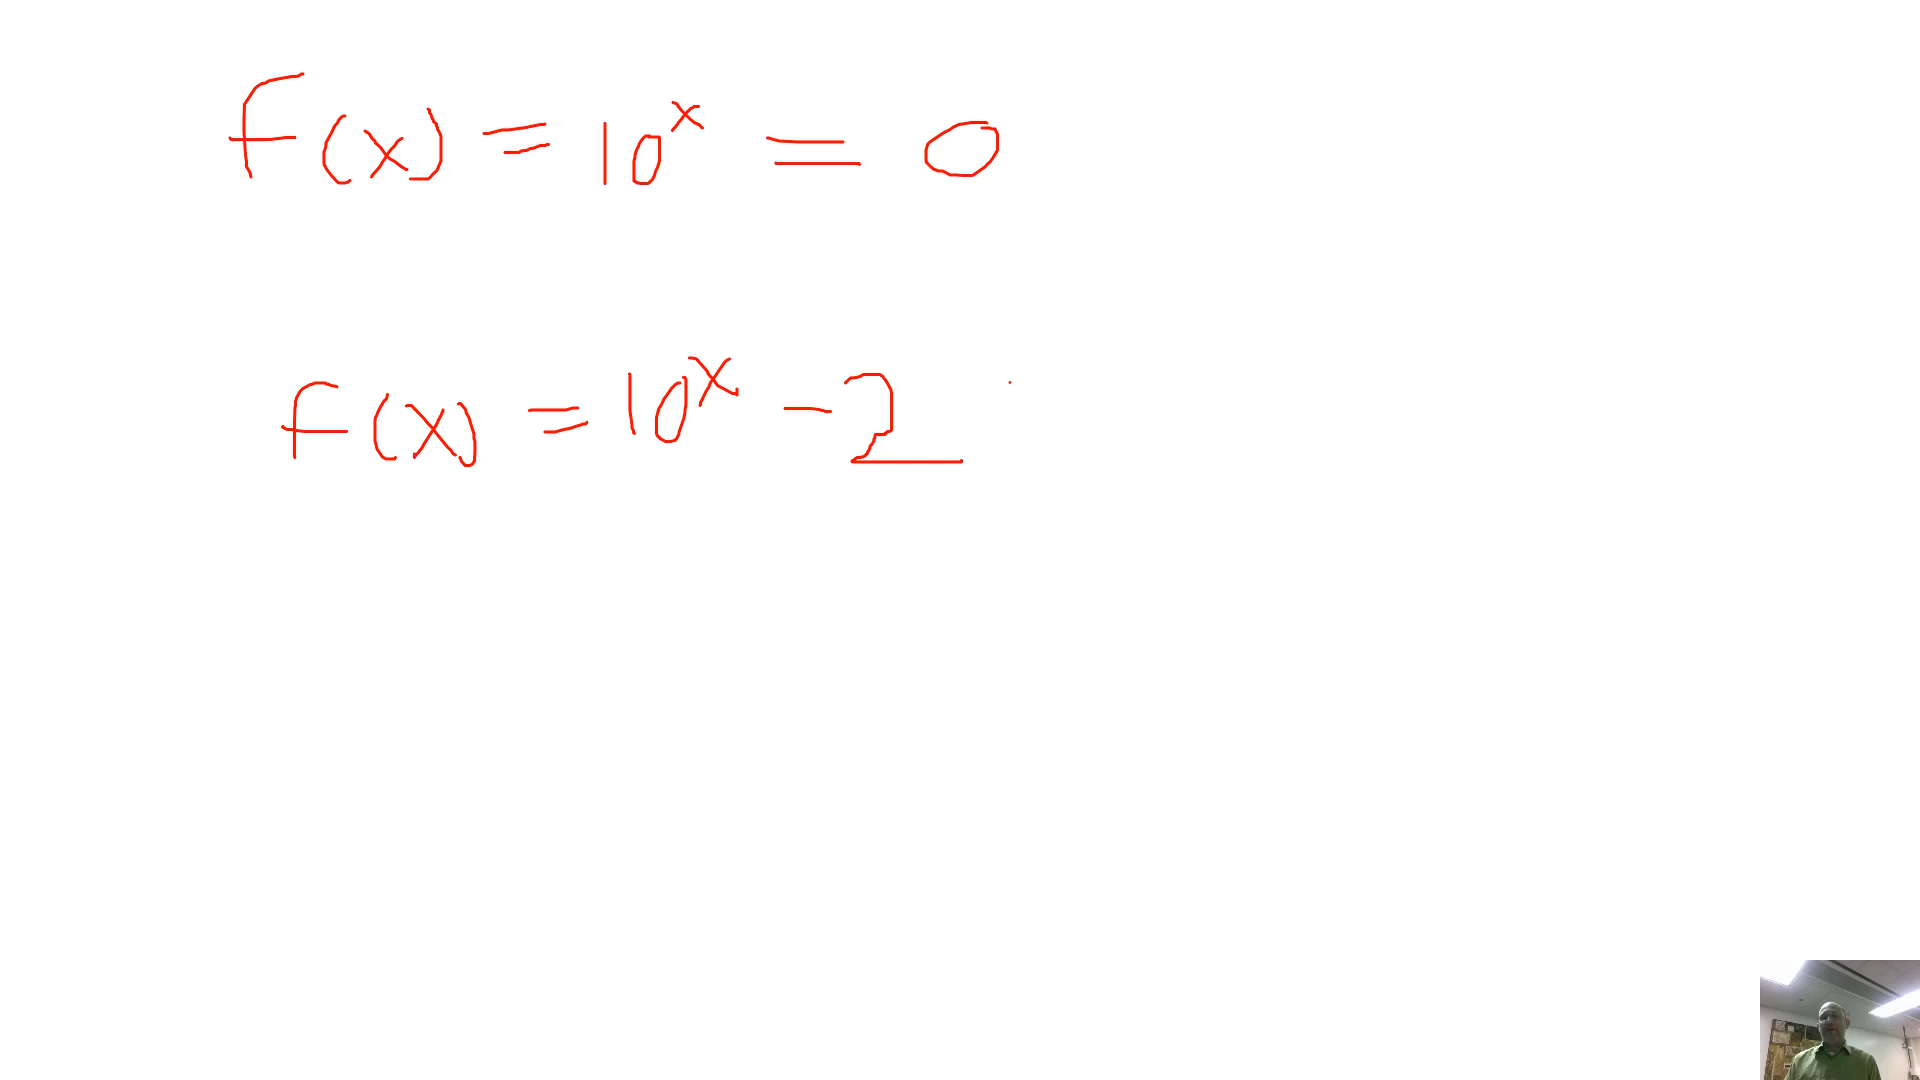 f(x) = 10^x = 0
f(x) = 10^x - 2